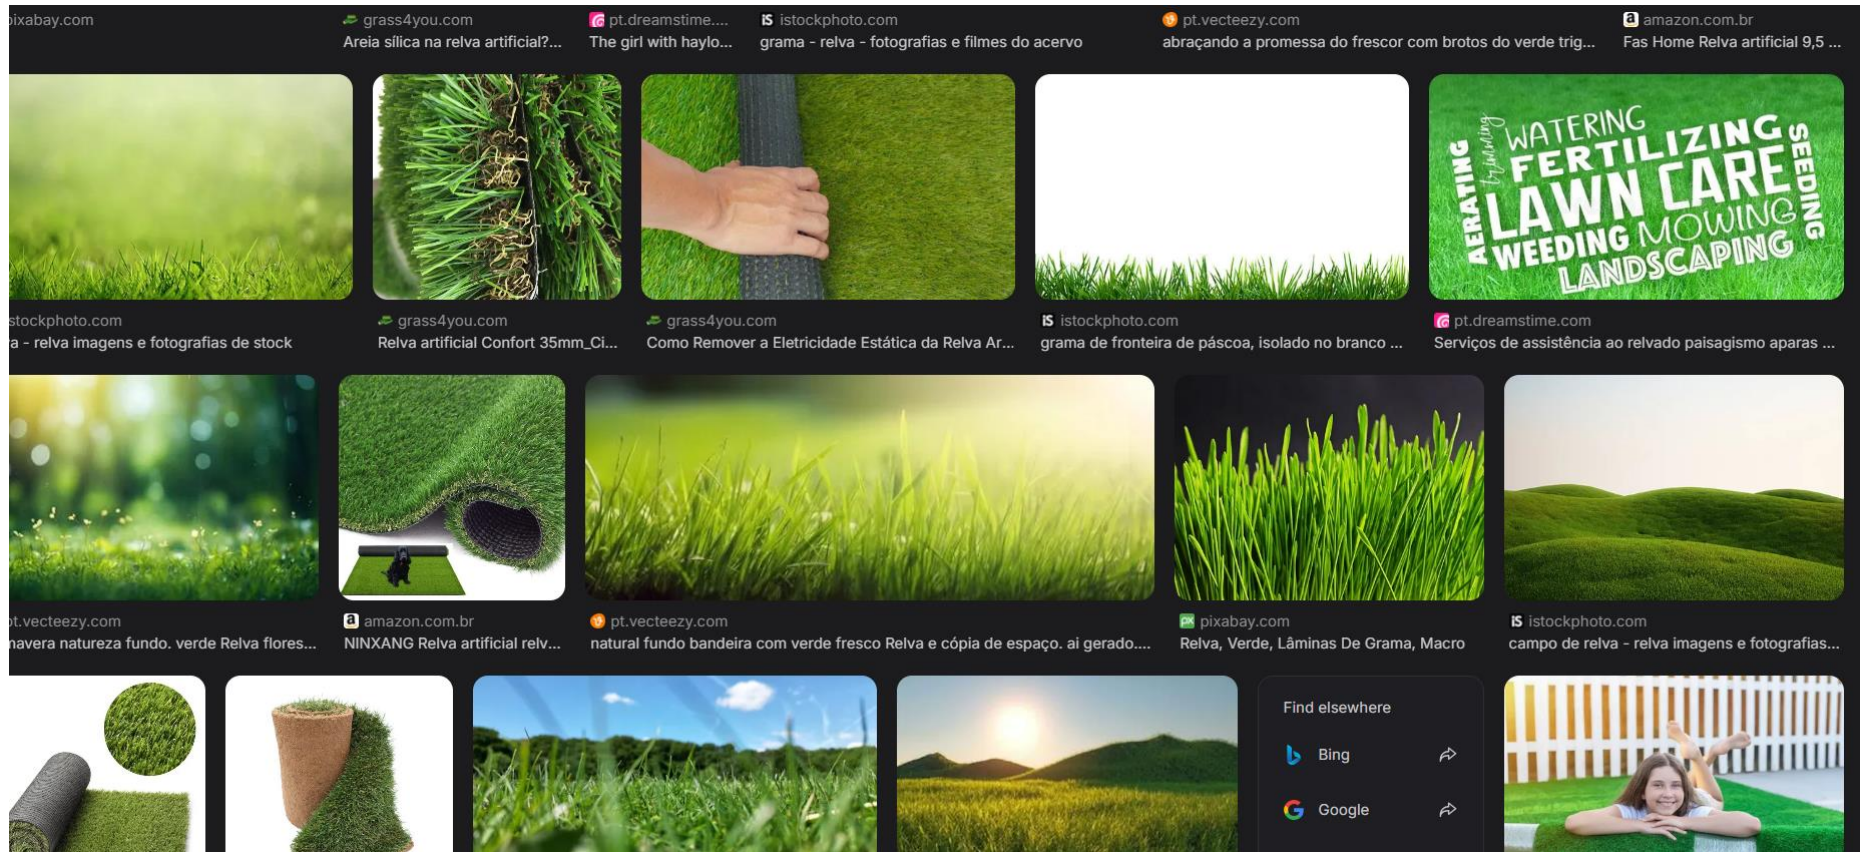 ixabay.com
grass4you.com
Areia sílica na relva artificial?...
pt.dreamstime....
The girl with haylo...
iS istockphoto.com
grama - relva - fotografias e filmes do acervo
pt.vecteezy.com
abraçando a promessa do frescor com brotos do verde trig...
a amazon.com.br
Fas Home Relva artificial 9,5 ...
AERATING
trimming
WATERING
FERTILIZING
LAWN CARE
WEEDING MOWING
LANDSCAPING
SEEDING
stockphoto.com
a - relva imagens e fotografias de stock
grass4you.com
Relva artificial Confort 35mm_Ci...
grass4you.com
Como Remover a Eletricidade Estática da Relva Ar...
iS istockphoto.com
grama de fronteira de páscoa, isolado no branco ...
pt.dreamstime.com
Serviços de assistência ao relvado paisagismo aparas ...
t.vecteezy.com
mavera natureza fundo. verde Relva flores...
a amazon.com.br
NINXANG Relva artificial relv...
pt.vecteezy.com
natural fundo bandeira com verde fresco Relva e cópia de espaço. ai gerado....
px pixabay.com
Relva, Verde, Lâminas De Grama, Macro
iS istockphoto.com
campo de relva - relva imagens e fotografias...
Find elsewhere
Bing
G Google